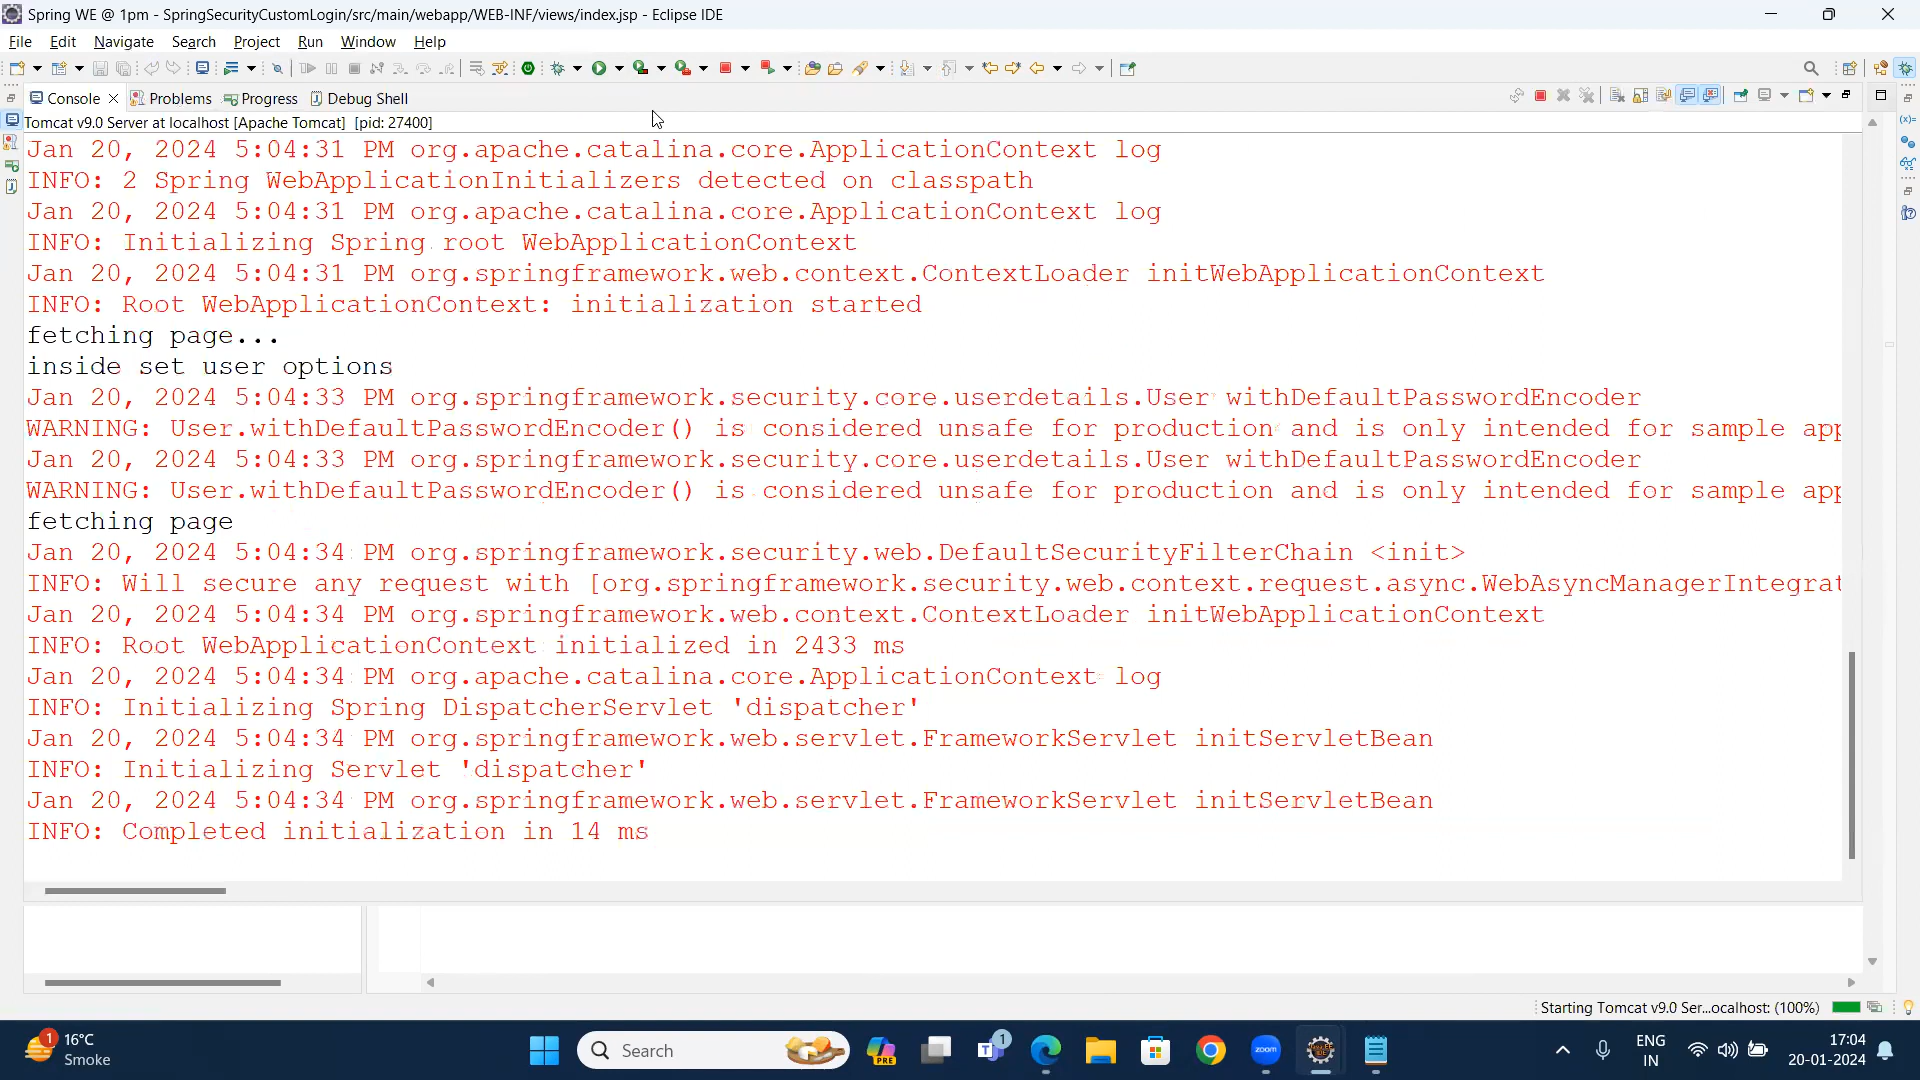 Spring WE @ 1pm - SpringSecurityCustomLogin/src/main/webapp/WEB-INF/views/index.jsp - Eclipse IDE
File Edit Navigate Search Project Run Window Help
Console Problems Progress Debug Shell
Tomcat v9.0 Server at localhost [Apache Tomcat] [pid: 27400]
Jan 20, 2024 5:04:31 PM org.apache.catalina.core.ApplicationContext log
INFO: 2 Spring WebApplicationInitializers detected on classpath
Jan 20, 2024 5:04:31 PM org.apache.catalina.core.ApplicationContext log
INFO: Initializing Spring root WebApplicationContext
Jan 20, 2024 5:04:31 PM org.springframework.web.context.ContextLoader initWebApplicationContext
INFO: Root WebApplicationContext: initialization started
fetching page...
inside set user options
Jan 20, 2024 5:04:33 PM org.springframework.security.core.userdetails.User withDefaultPasswordEncoder
WARNING: User.withDefaultPasswordEncoder() is considered unsafe for production and is only intended for sample app
Jan 20, 2024 5:04:33 PM org.springframework.security.core.userdetails.User withDefaultPasswordEncoder
WARNING: User.withDefaultPasswordEncoder() is considered unsafe for production and is only intended for sample app
fetching page
Jan 20, 2024 5:04:34 PM org.springframework.security.web.DefaultSecurityFilterChain <init>
INFO: Will secure any request with [org.springframework.security.web.context.request.async.WebAsyncManagerIntegrat
Jan 20, 2024 5:04:34 PM org.springframework.web.context.ContextLoader initWebApplicationContext
INFO: Root WebApplicationContext initialized in 2433 ms
Jan 20, 2024 5:04:34 PM org.apache.catalina.core.ApplicationContext log
INFO: Initializing Spring DispatcherServlet 'dispatcher'
Jan 20, 2024 5:04:34 PM org.springframework.web.servlet.FrameworkServlet initServletBean
INFO: Initializing Servlet 'dispatcher'
Jan 20, 2024 5:04:34 PM org.springframework.web.servlet.FrameworkServlet initServletBean
INFO: Completed initialization in 14 ms
Starting Tomcat v9.0 Ser...ocalhost: (100%)
1
16°C
Smoke
Search
PRE
1
zoom
ENG
IN
17:04
20-01-2024